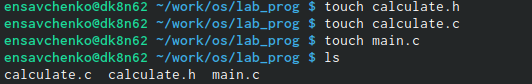 ensavchenko@dk8n62 ~/work/os/lab_prog $ touch calculate.h
ensavchenko@dk8n62 ~/work/os/lab_prog $ touch calculate.c
ensavchenko@dk8n62 ~/work/os/lab_prog $ touch main.c
ensavchenko@dk8n62 ~/work/os/lab_prog $ ls
calculate.c  calculate.h  main.c